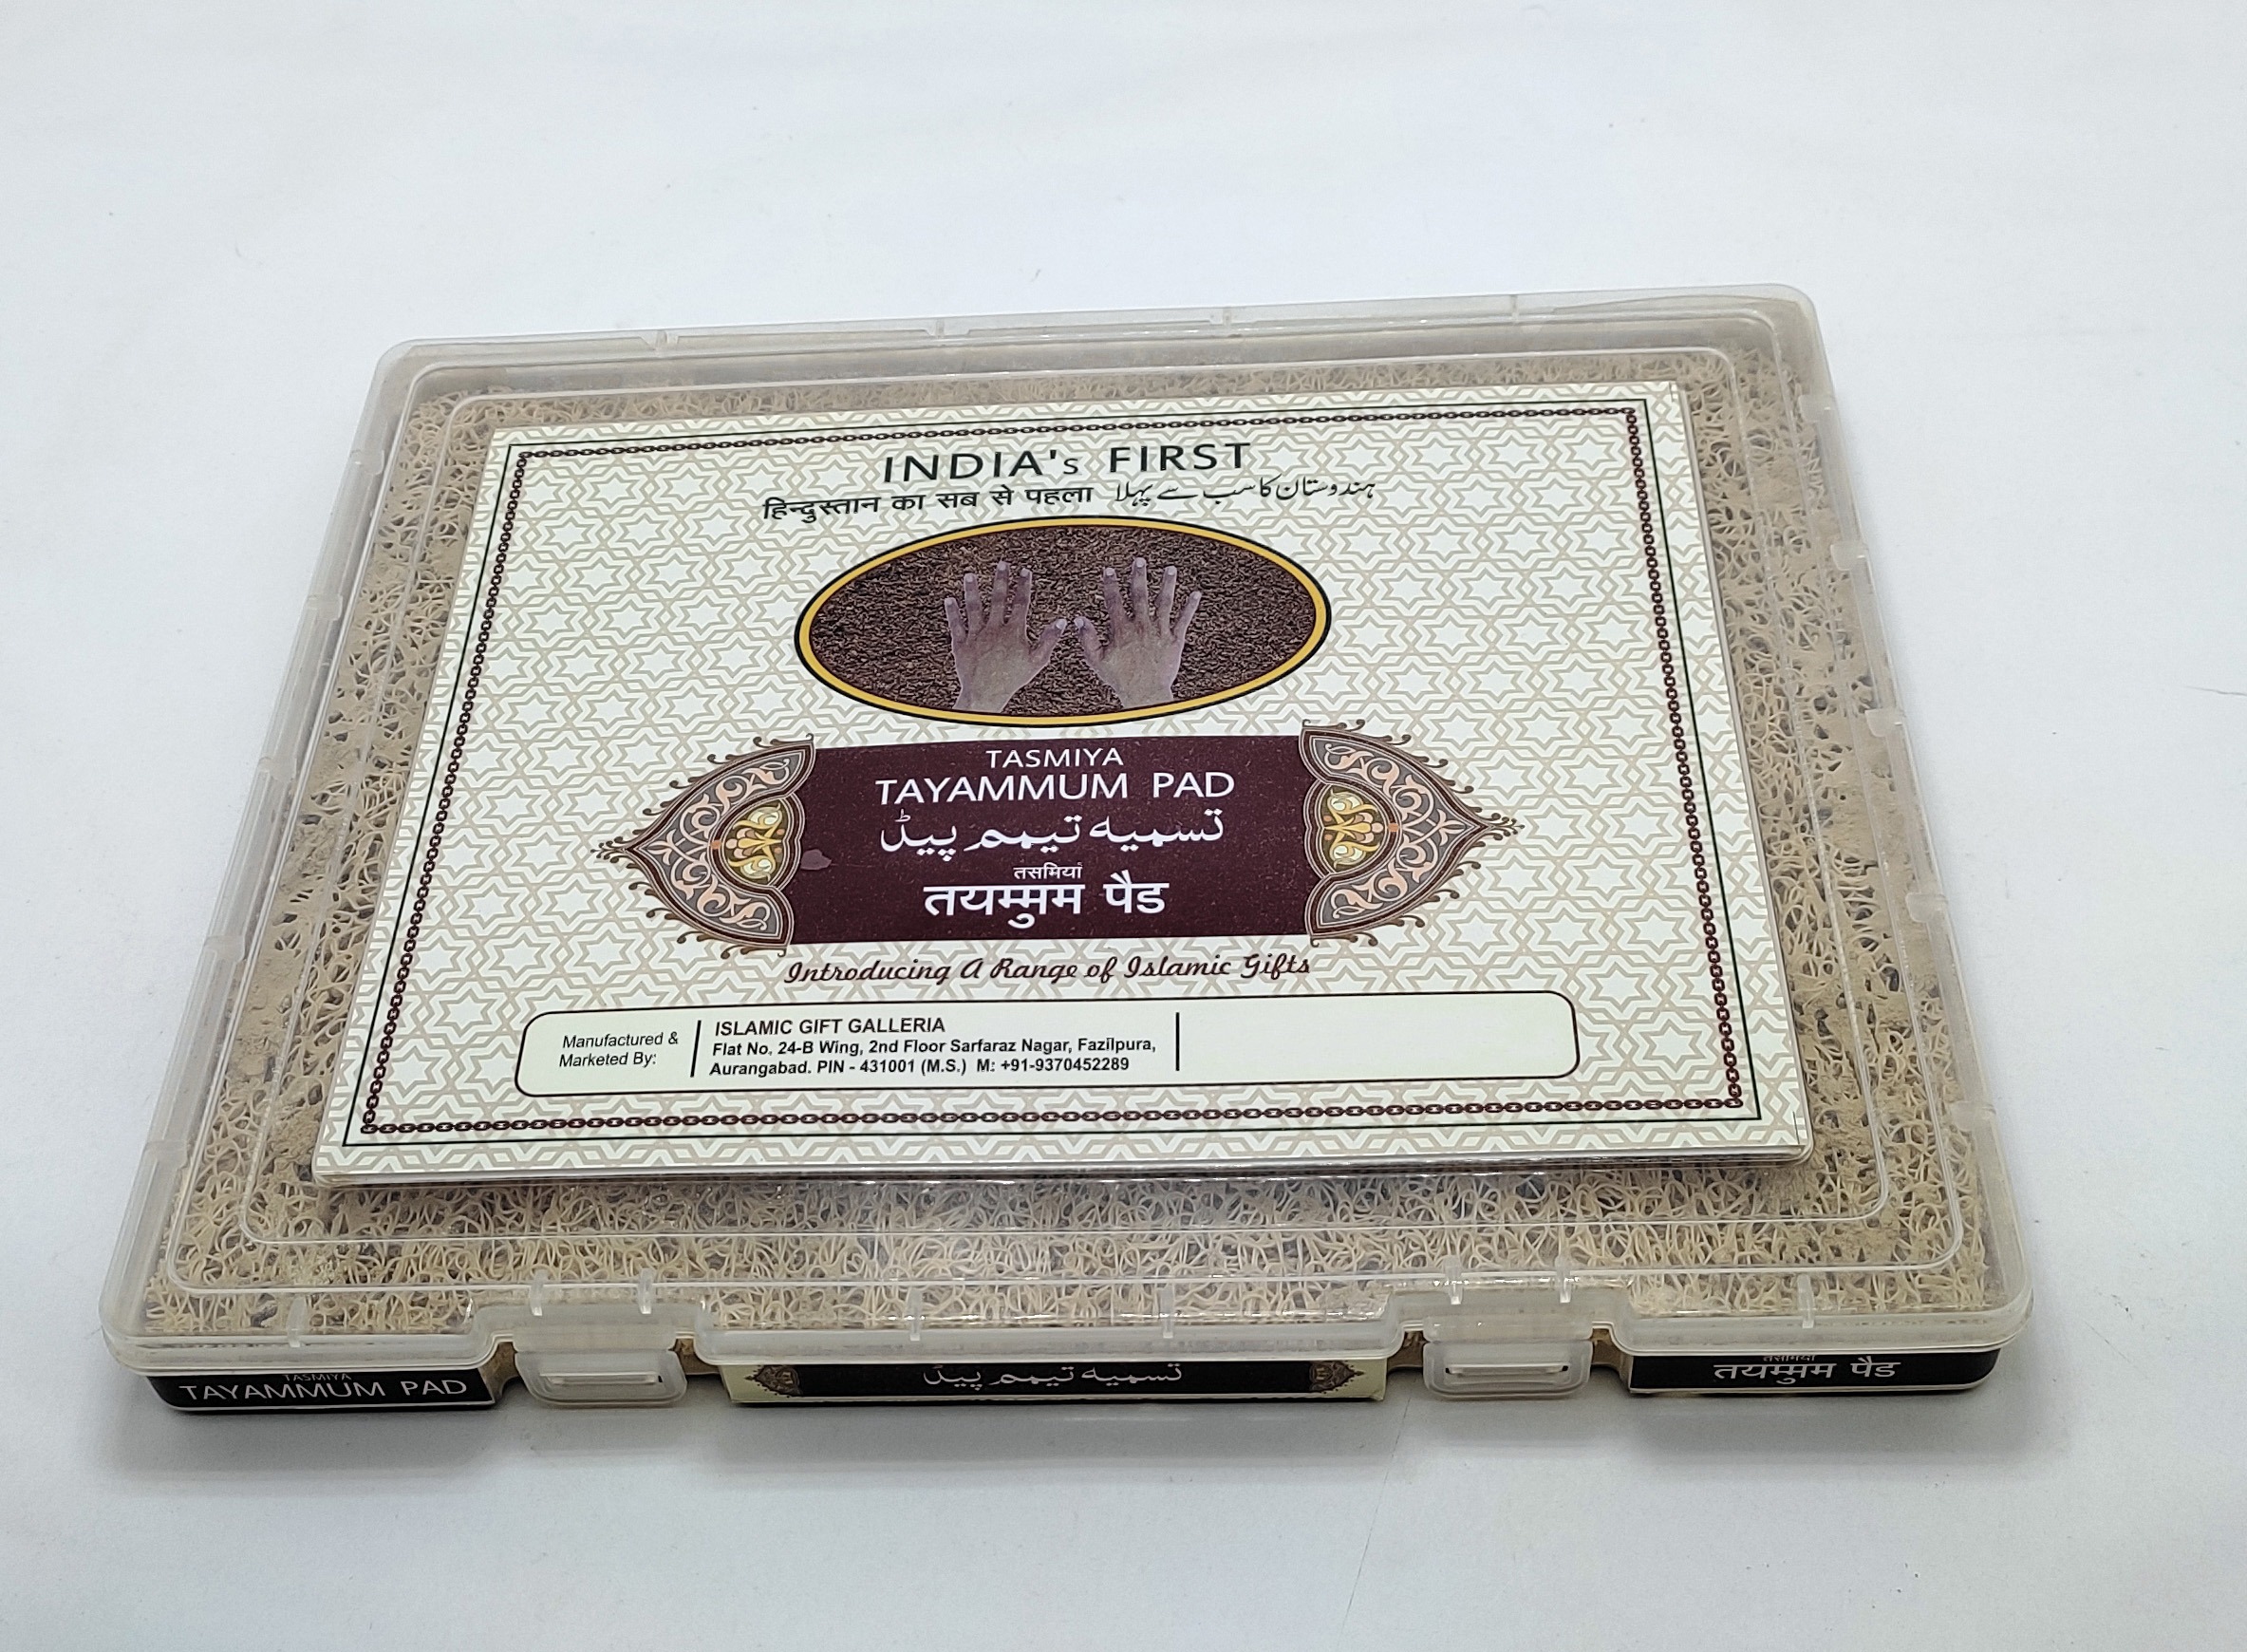 INDIA's FIRST
हिन्दुस्तान का सब से पहला ہندوستان کا سب سے پہلا
TASMIYA
TAYAMMUM PAD
تسمیہ تیمم پیڈ
तसमियां
तयम्मुम पैड
Introducing A Range of Islamic Gifts
Manufactured &
Marketed By:
ISLAMIC GIFT GALLERIA
Flat No. 24-B Wing, 2nd Floor Sarfaraz Nagar, Fazilpura,
Aurangabad. PIN - 431001 (M.S.) M: +91-9370452289
TASMIYA
TAYAMMUM PAD
تسمیہ تیمم پیڈ
तसमियां
तयम्मुम पैड